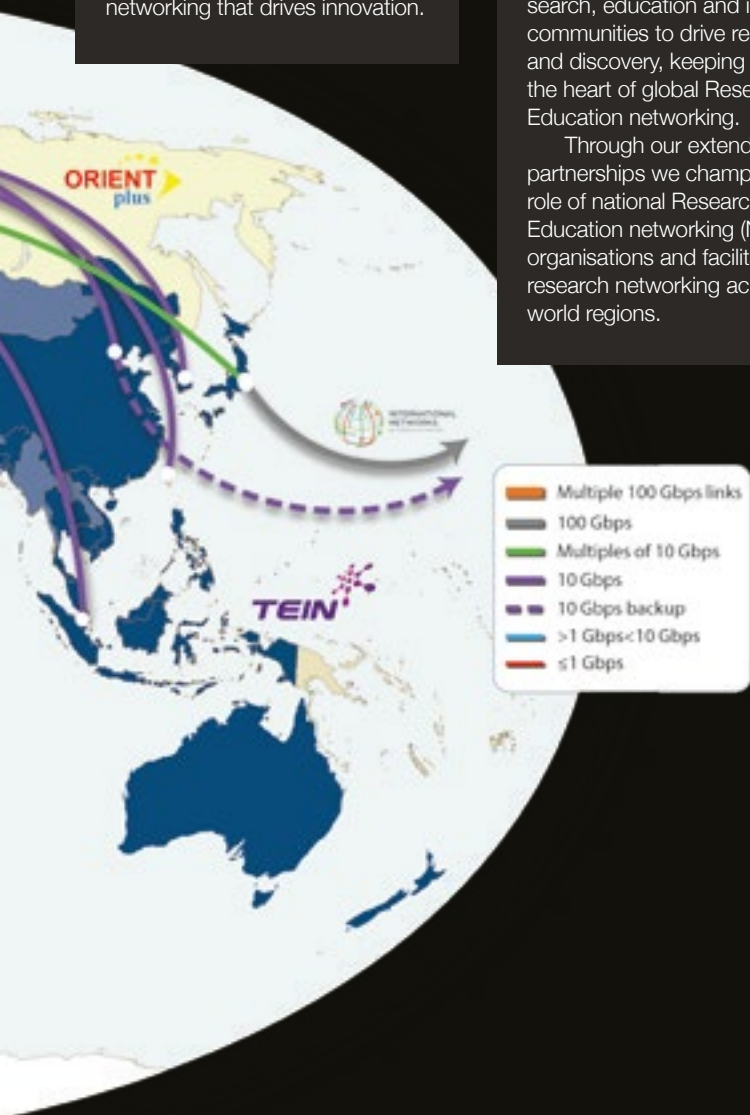 networking that drives innovation.
search, education and i
communities to drive re
and discovery, keeping
the heart of global Rese
Education networking.
Through our extend
partnerships we champ
role of national Researc
Education networking (N
organisations and facilit
research networking ac
world regions.
ORIENT
plus
INTERNATIONAL
NETWORKS
TEIN
Multiple 100 Gbps links
100 Gbps
Multiples of 10 Gbps
10 Gbps
10 Gbps backup
>1 Gbps<10 Gbps
≤1 Gbps